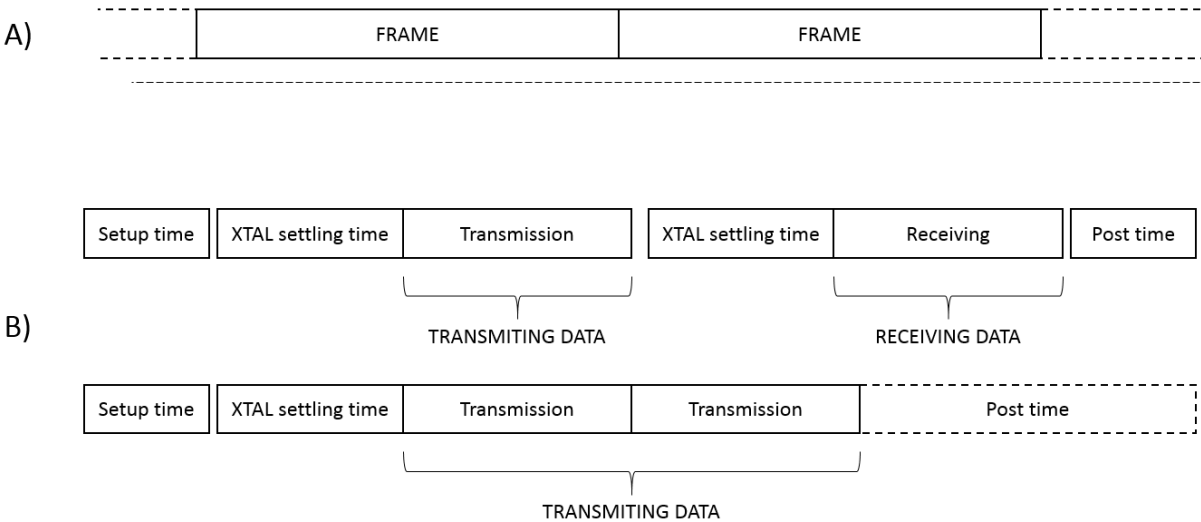 A)
FRAME FRAME
Setup time XTAL settling time Transmission XTAL settling time Receiving Post time
TRANSMITING DATA RECEIVING DATA
B)
Setup time XTAL settling time Transmission Transmission Post time
TRANSMITING DATA